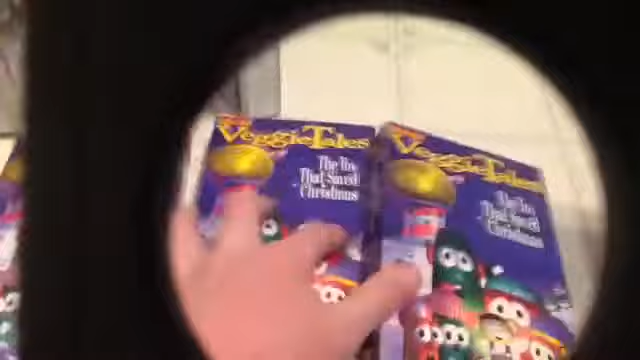 VeggieTales
The Toy
That Saved
Christmas
VeggieTales
The Toy
That Saved
Christmas